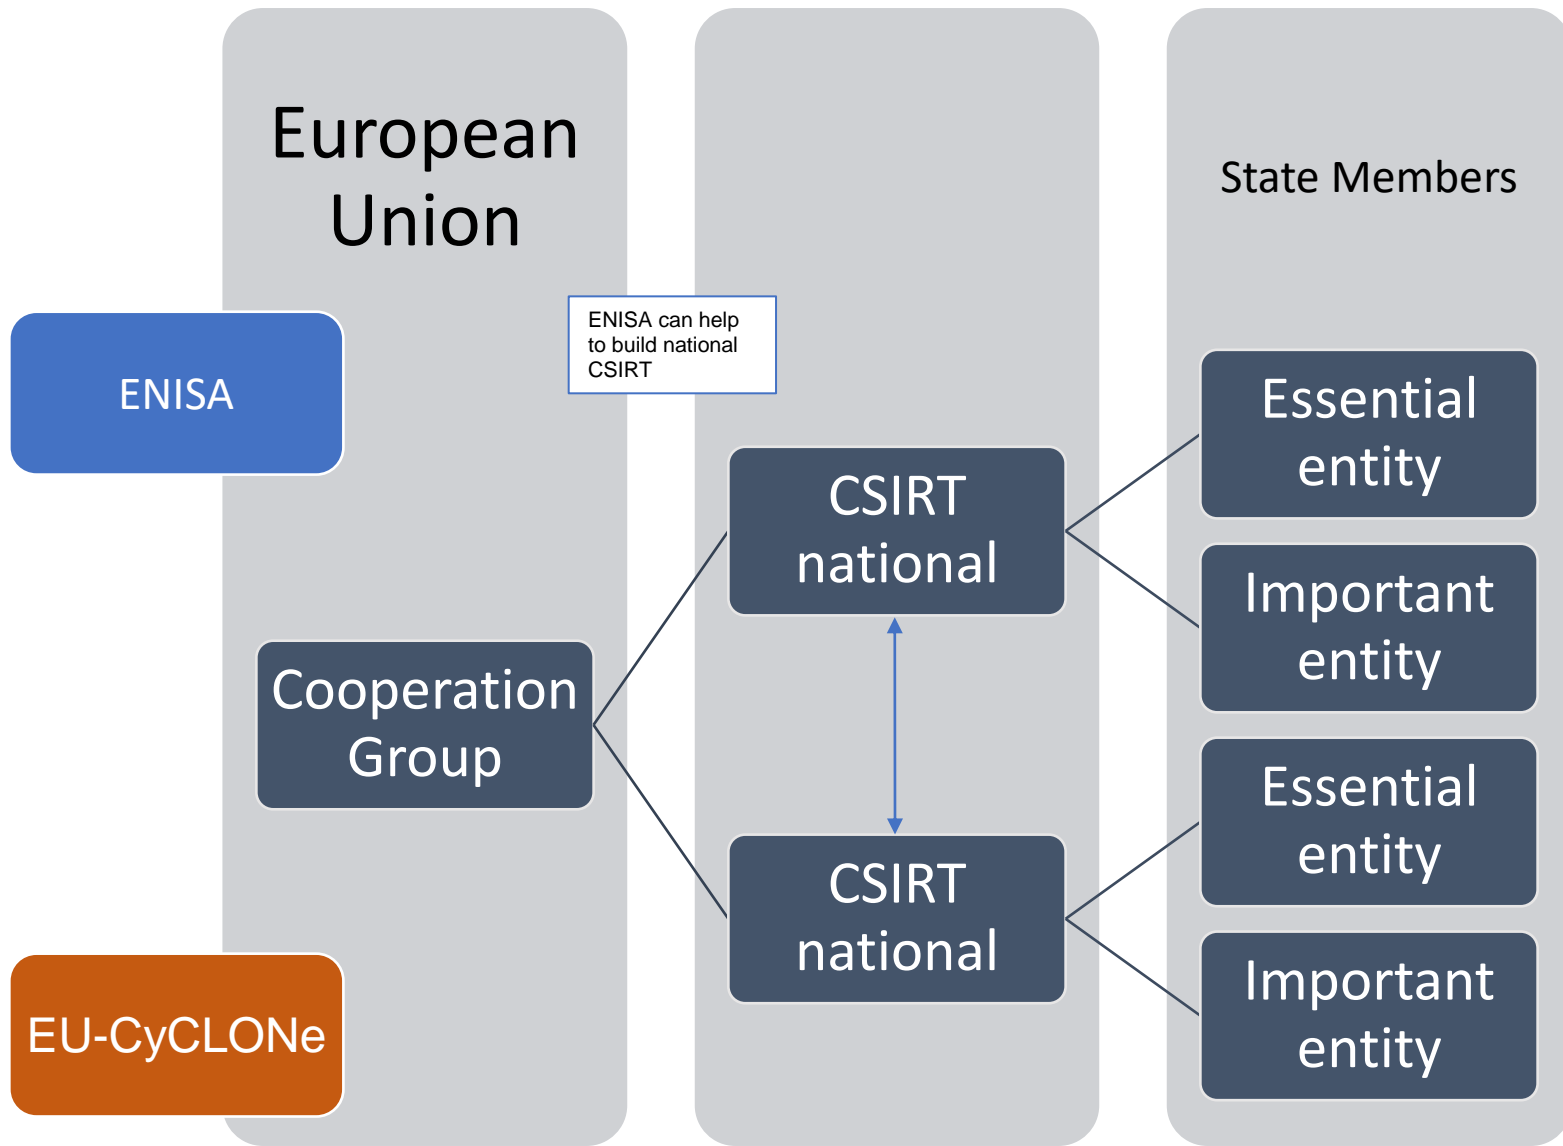 European
Union
State Members
ENISA can help
to build national
CSIRT
ENISA
Essential
entity
CSIRT
national
Important
entity
Cooperation
Group
Essential
entity
CSIRT
national
Important
entity
EU-CyCLONe